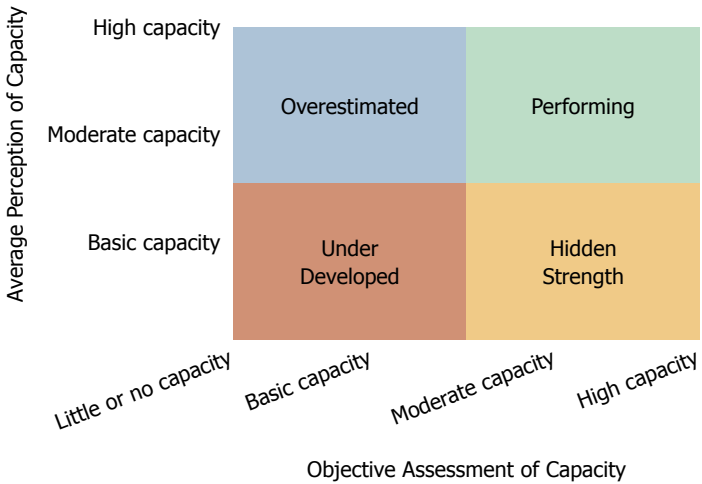 Average Perception of Capacity
High capacity
Moderate capacity
Basic capacity
Overestimated
Performing
Under
Developed
Hidden
Strength
Little or no capacity
Basic capacity
Moderate capacity
High capacity
Objective Assessment of Capacity